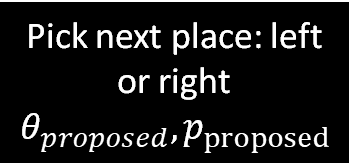 Pick next place: left
or right
θ_proposed, p_proposed